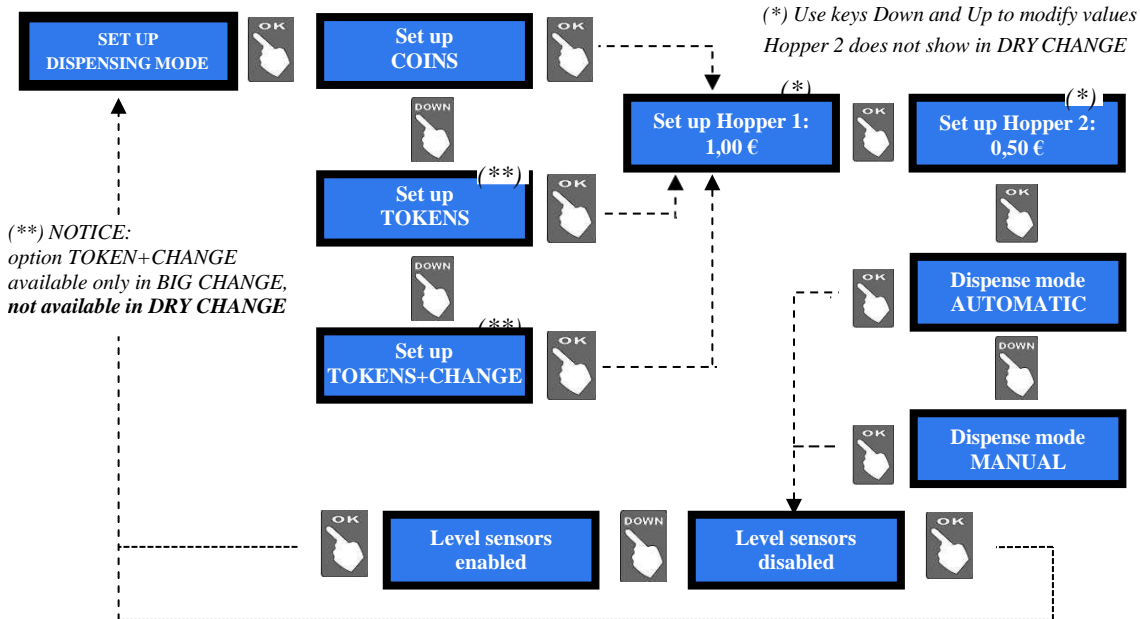 (*) Use keys Down and Up to modify values
Hopper 2 does not show in DRY CHANGE
SET UP
DISPENSING MODE
OK
Set up
COINS
OK
DOWN
(*)
Set up Hopper 1:
1,00 €
OK
(*)
Set up Hopper 2:
0,50 €
(**)
Set up
TOKENS
OK
OK
(**) NOTICE:
option TOKEN+CHANGE
available only in BIG CHANGE,
not available in DRY CHANGE
DOWN
OK
Dispense mode
AUTOMATIC
(**)
Set up
TOKENS+CHANGE
OK
DOWN
OK
Dispense mode
MANUAL
OK
Level sensors
enabled
DOWN
Level sensors
disabled
OK